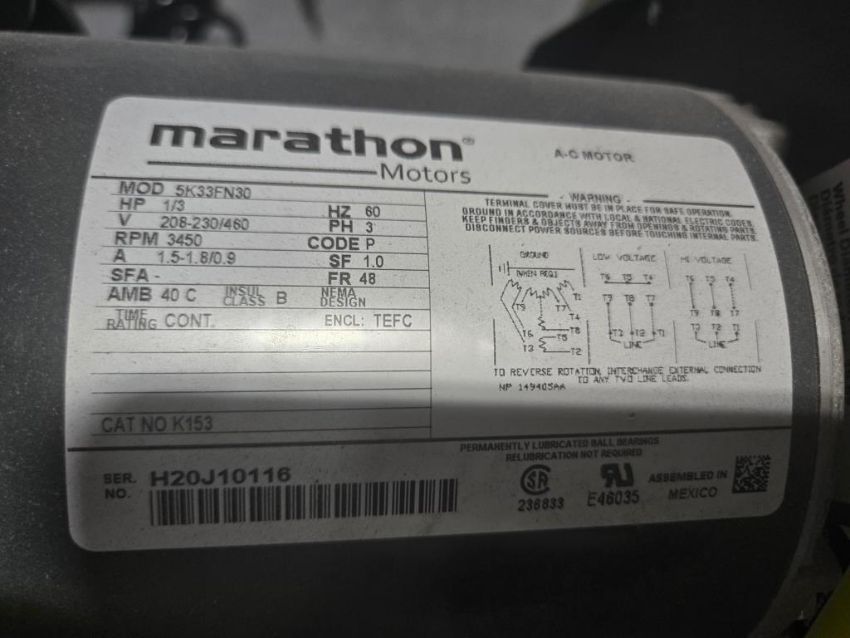 marathon®
Motors
A-C MOTOR
MOD 5K33FN30
HP 1/3 HZ 60
V 208-230/460 PH 3
RPM 3450 CODE P
A 1.5-1.8/0.9 SF 1.0
SFA - FR 48
AMB 40 C INSUL CLASS B NEMA DESIGN
TIME RATING CONT. ENCL: TEFC
CAT NO K153
WARNING
TERMINAL COVER MUST BE IN PLACE FOR SAFE OPERATION.
GROUND IN ACCORDANCE WITH LOCAL & NATIONAL ELECTRIC CODES.
KEEP FINGERS & OBJECTS AWAY FROM OPENINGS & ROTATING PARTS.
DISCONNECT POWER SOURCES BEFORE TOUCHING INTERNAL PARTS.
GROUND LOW VOLTAGE HI VOLTAGE
T6 T5 T4 T6 T5 T4
T1
T9 T7 T9 T8 T7
T4 T9 T8 T7
T6 T8
T5 T3 T2 T1 T3 T2 T1
T3 T2 LINE LINE
TO REVERSE ROTATION, INTERCHANGE EXTERNAL CONNECTION
TO ANY TWO LINE LEADS.
NP 149405AA
PERMANENTLY LUBRICATED BALL BEARINGS
RELUBRICATION NOT REQUIRED
SER. NO. H20J10116
236833
E46035
ASSEMBLED IN
MEXICO